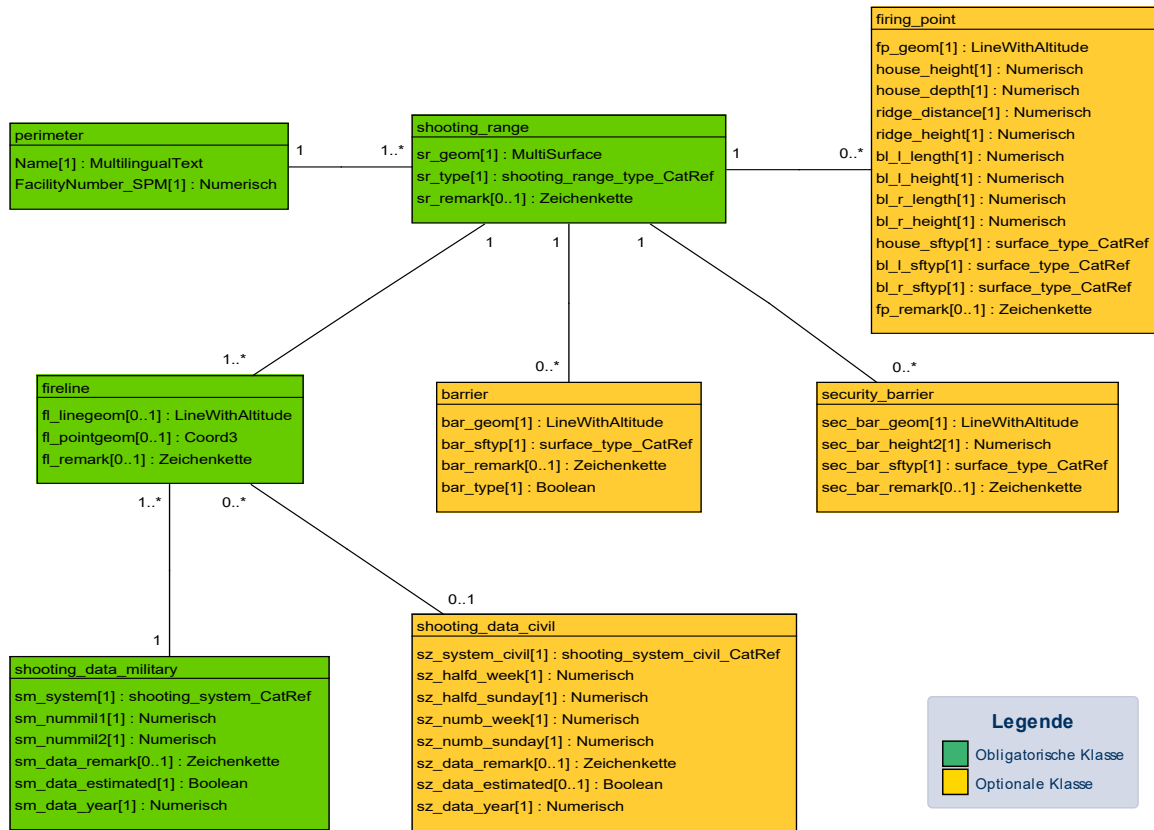 firing_point
fp_geom[1] : LineWithAltitude
house_height[1] : Numerisch
house_depth[1] : Numerisch
ridge_distance[1] : Numerisch
ridge_height[1] : Numerisch
bl_l_length[1] : Numerisch
bl_l_height[1] : Numerisch
bl_r_length[1] : Numerisch
bl_r_height[1] : Numerisch
house_sftyp[1] : surface_type_CatRef
bl_l_sftyp[1] : surface_type_CatRef
bl_r_sftyp[1] : surface_type_CatRef
fp_remark[0..1] : Zeichenkette
perimeter
Name[1] : MultilingualText
FacilityNumber_SPM[1] : Numerisch
1
1..*
shooting_range
sr_geom[1] : MultiSurface
sr_type[1] : shooting_range_type_CatRef
sr_remark[0..1] : Zeichenkette
1
0..*
1
1
1
1..*
0..*
0..*
fireline
fl_linegeom[0..1] : LineWithAltitude
fl_pointgeom[0..1] : Coord3
fl_remark[0..1] : Zeichenkette
barrier
bar_geom[1] : LineWithAltitude
bar_sftyp[1] : surface_type_CatRef
bar_remark[0..1] : Zeichenkette
bar_type[1] : Boolean
security_barrier
sec_bar_geom[1] : LineWithAltitude
sec_bar_height2[1] : Numerisch
sec_bar_sftyp[1] : surface_type_CatRef
sec_bar_remark[0..1] : Zeichenkette
1..*
0..*
1
0..1
shooting_data_military
sm_system[1] : shooting_system_CatRef
sm_nummil1[1] : Numerisch
sm_nummil2[1] : Numerisch
sm_data_remark[0..1] : Zeichenkette
sm_data_estimated[1] : Boolean
sm_data_year[1] : Numerisch
shooting_data_civil
sz_system_civil[1] : shooting_system_civil_CatRef
sz_halfd_week[1] : Numerisch
sz_halfd_sunday[1] : Numerisch
sz_numb_week[1] : Numerisch
sz_numb_sunday[1] : Numerisch
sz_data_remark[0..1] : Zeichenkette
sz_data_estimated[0..1] : Boolean
sz_data_year[1] : Numerisch
Legende
Obligatorische Klasse
Optionale Klasse